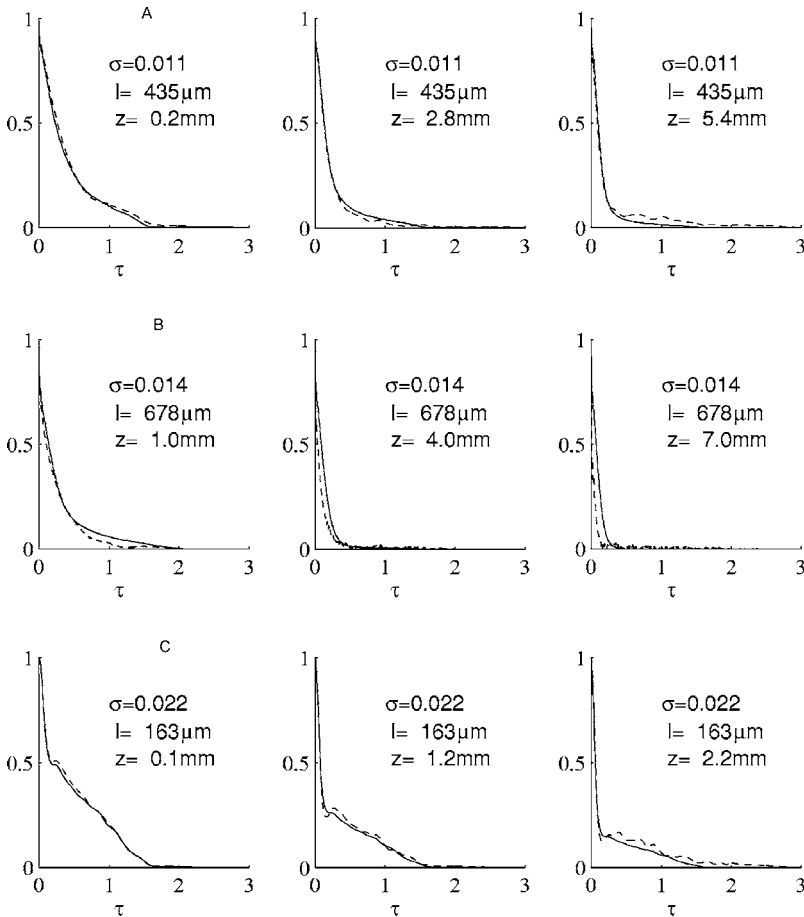 A
1
0.5
0
0 1 2 3
τ
σ=0.011
l= 435μm
z= 0.2mm
1
0.5
0
0 1 2 3
τ
σ=0.011
l= 435μm
z= 2.8mm
1
0.5
0
0 1 2 3
τ
σ=0.011
l= 435μm
z= 5.4mm
B
1
0.5
0
0 1 2 3
τ
σ=0.014
l= 678μm
z= 1.0mm
1
0.5
0
0 1 2 3
τ
σ=0.014
l= 678μm
z= 4.0mm
1
0.5
0
0 1 2 3
τ
σ=0.014
l= 678μm
z= 7.0mm
C
1
0.5
0
0 1 2 3
τ
σ=0.022
l= 163μm
z= 0.1mm
1
0.5
0
0 1 2 3
τ
σ=0.022
l= 163μm
z= 1.2mm
1
0.5
0
0 1 2 3
τ
σ=0.022
l= 163μm
z= 2.2mm